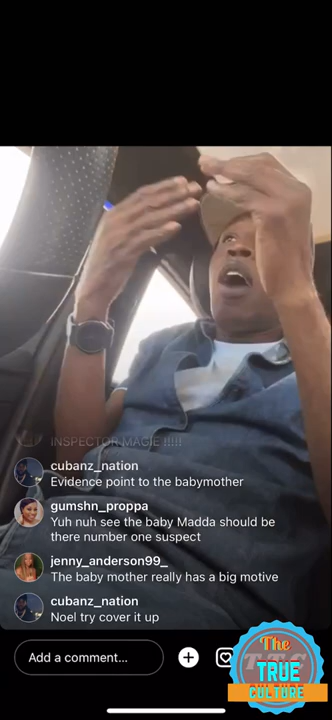 INSPECTOR MAGIE !!!!!
cubanz_nation
Evidence point to the babymother
gumshn_proppa
Yuh nuh see the baby Madda should be
there number one suspect
jenny_anderson99_
The baby mother really has a big motive
cubanz_nation
Noel try cover it up
Add a comment...
The
TRUE
CULTURE